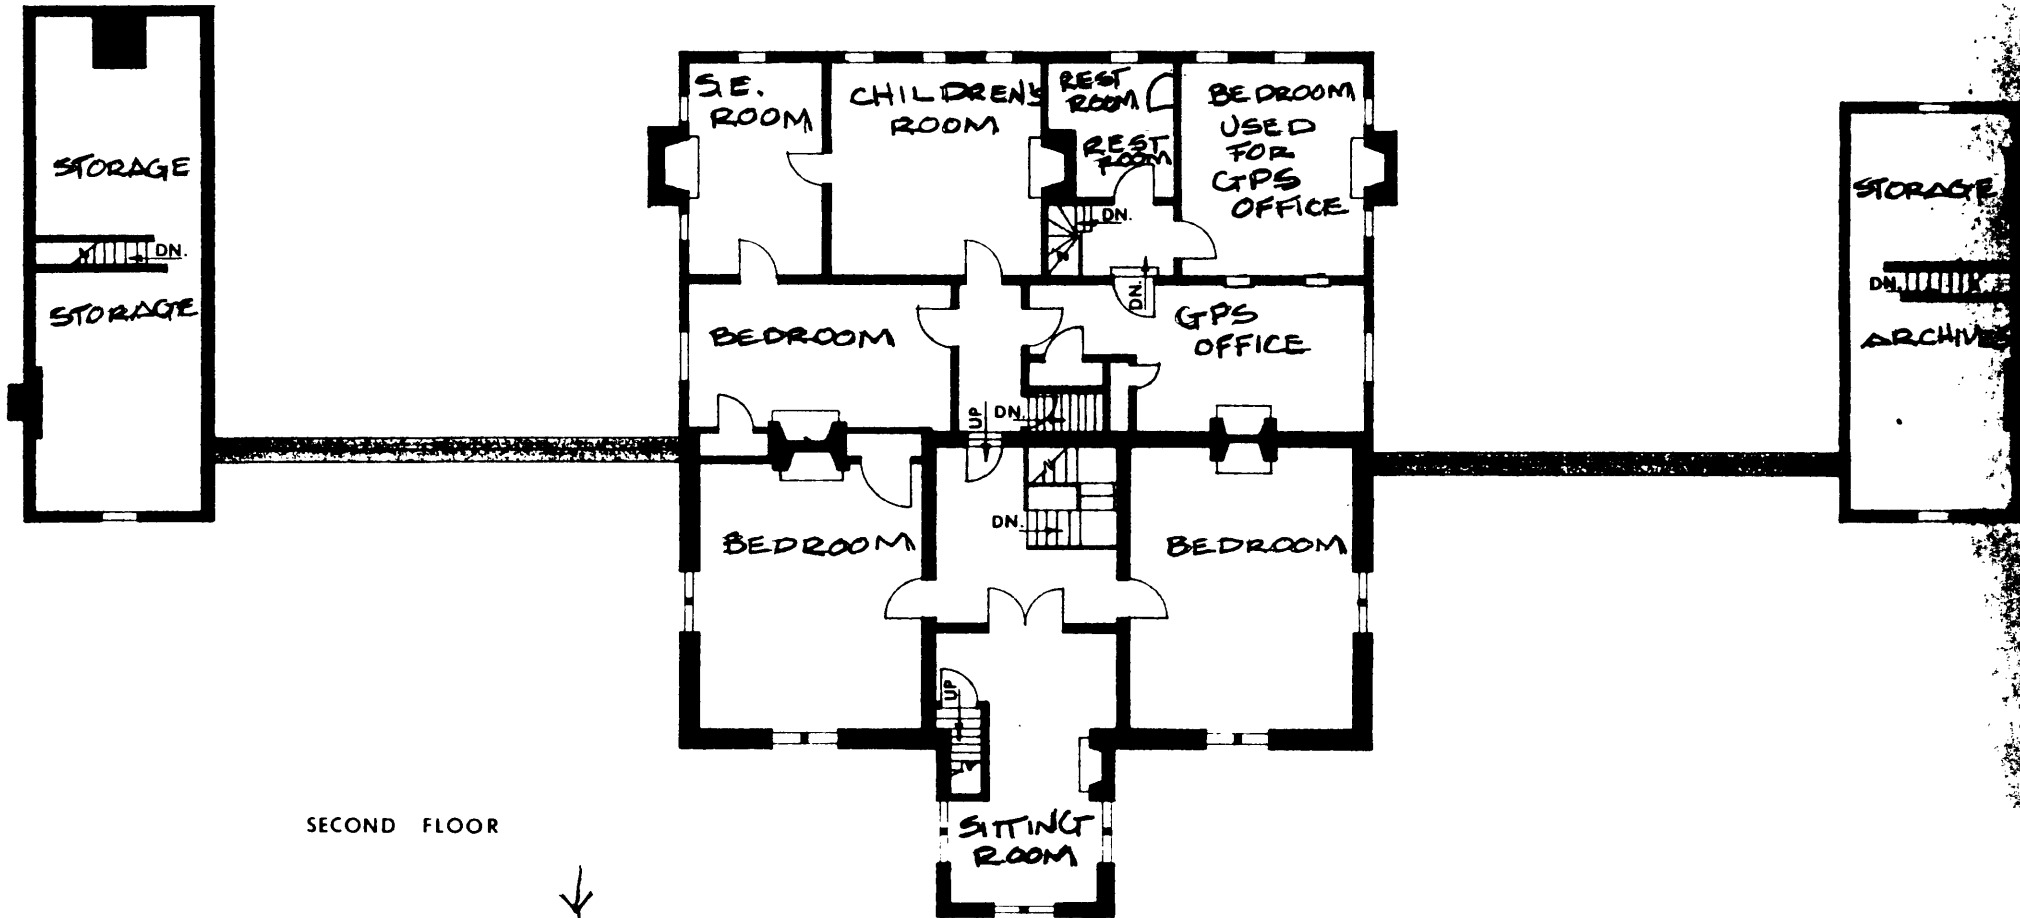 S.E.
ROOM
CHILDREN'S
ROOM
REST
ROOM
REST
ROOM
BEDROOM
USED
FOR
GPS
OFFICE
STORAGE
DN.
STORAGE
STORAGE
DN.
ARCHIVES
DN.
DN.
BEDROOM
GPS
OFFICE
UP
DN.
BEDROOM
DN.
BEDROOM
UP
SITTING
ROOM
SECOND FLOOR